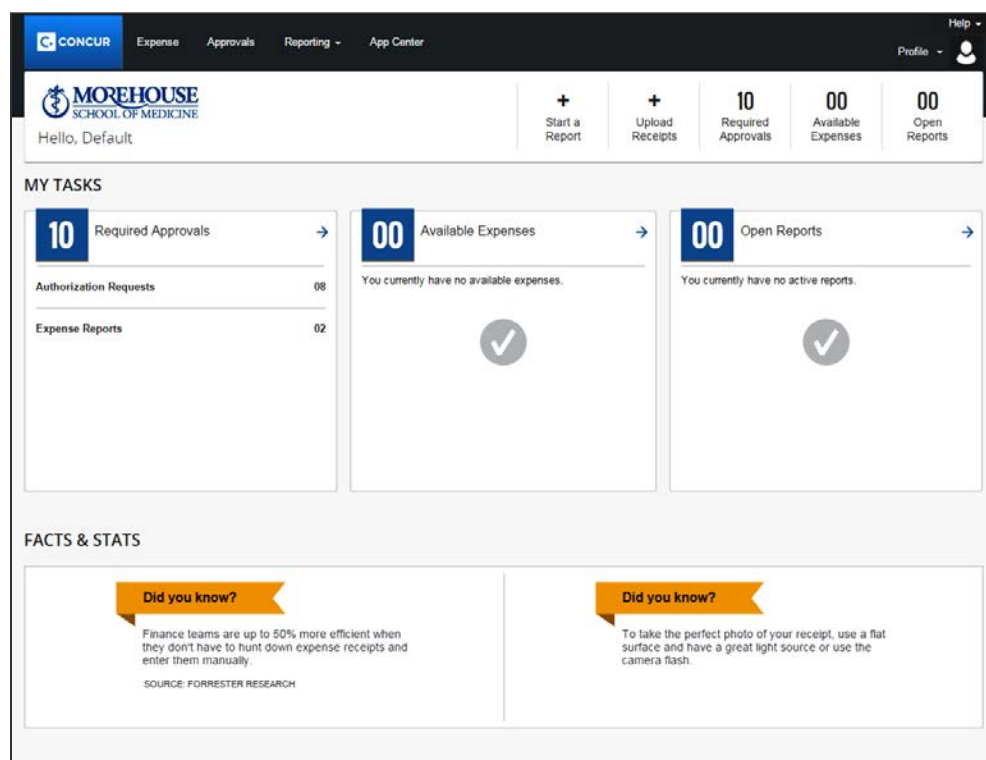 Help
C. CONCUR Expense Approvals Reporting App Center
Profile
MOREHOUSE
SCHOOL OF MEDICINE
Hello, Default
+ Start a Report
+ Upload Receipts
10 Required Approvals
00 Available Expenses
00 Open Reports
MY TASKS
10 Required Approvals →
Authorization Requests 08
Expense Reports 02
00 Available Expenses →
You currently have no available expenses.
00 Open Reports →
You currently have no active reports.
FACTS & STATS
Did you know?
Finance teams are up to 50% more efficient when
they don't have to hunt down expense receipts and
enter them manually.
SOURCE: FORRESTER RESEARCH
Did you know?
To take the perfect photo of your receipt, use a flat
surface and have a great light source or use the
camera flash.